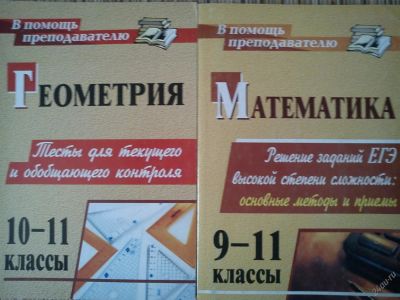 В помощь
преподавателю
ГЕОМЕТРИЯ
Тесты для текущего
и обобщающего контроля
10–11
КЛАССЫ
В помощь
преподавателю
МАТЕМАТИКА
Решение заданий ЕГЭ
высокой степени сложности:
основные методы и приемы
9–11
КЛАССЫ